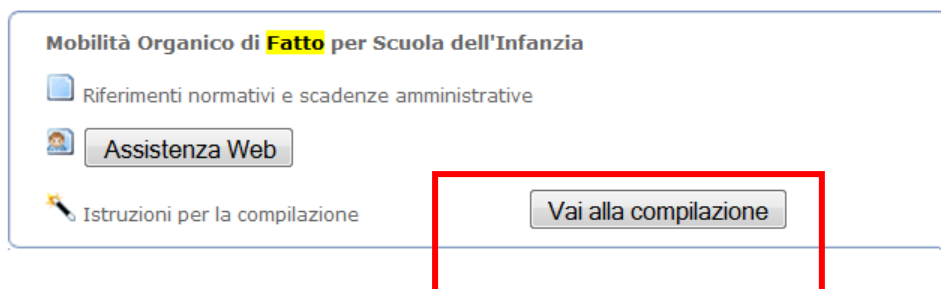 Mobilità Organico di Fatto per Scuola dell'Infanzia
Riferimenti normativi e scadenze amministrative
Assistenza Web
Istruzioni per la compilazione Vai alla compilazione